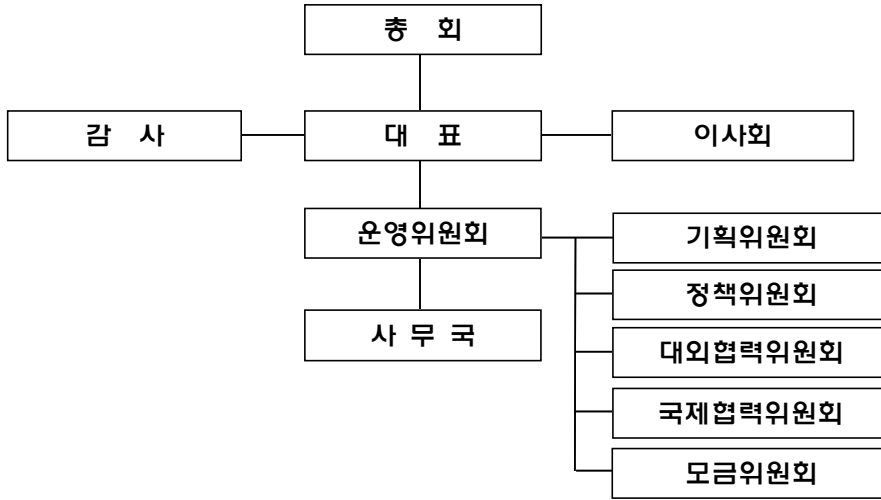 총 회
감 사
대 표
이사회
운영위원회
기획위원회
정책위원회
사 무 국
대외협력위원회
국제협력위원회
모금위원회